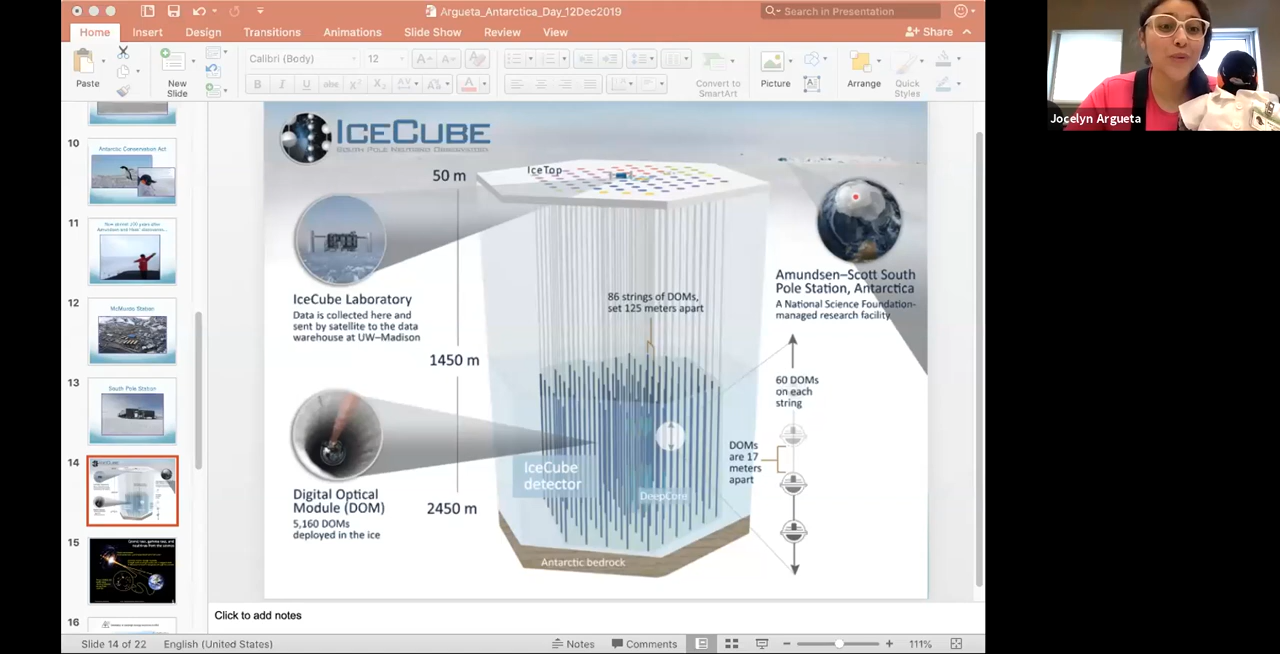 Argueta_Antarctica_Day_12Dec2019
Search in Presentation
Home Insert Design Transitions Animations Slide Show Review View
Share
Calibri (Body) 12
Paste
New
Slide
B I U abc X² X₂ AV Aa A
Convert to
SmartArt
Picture
Arrange
Quick
Styles
10
Antarctic Conservation Act
11
12
McMurdo Station
13
South Pole Station
14
15
16
ICECUBE
SOUTH POLE NEUTRINO OBSERVATORY
IceTop
50 m
IceCube Laboratory
Data is collected here and
sent by satellite to the data
warehouse at UW–Madison
86 strings of DOMs,
set 125 meters apart
Amundsen–Scott South
Pole Station, Antarctica
A National Science Foundation-
managed research facility
1450 m
60 DOMs
on each
string
DOMs
are 17
meters
apart
IceCube
detector
DeepCore
Digital Optical
Module (DOM)
5,160 DOMs
deployed in the ice
2450 m
Antarctic bedrock
Click to add notes
Slide 14 of 22 English (United States) Notes Comments 111%
Jocelyn Argueta